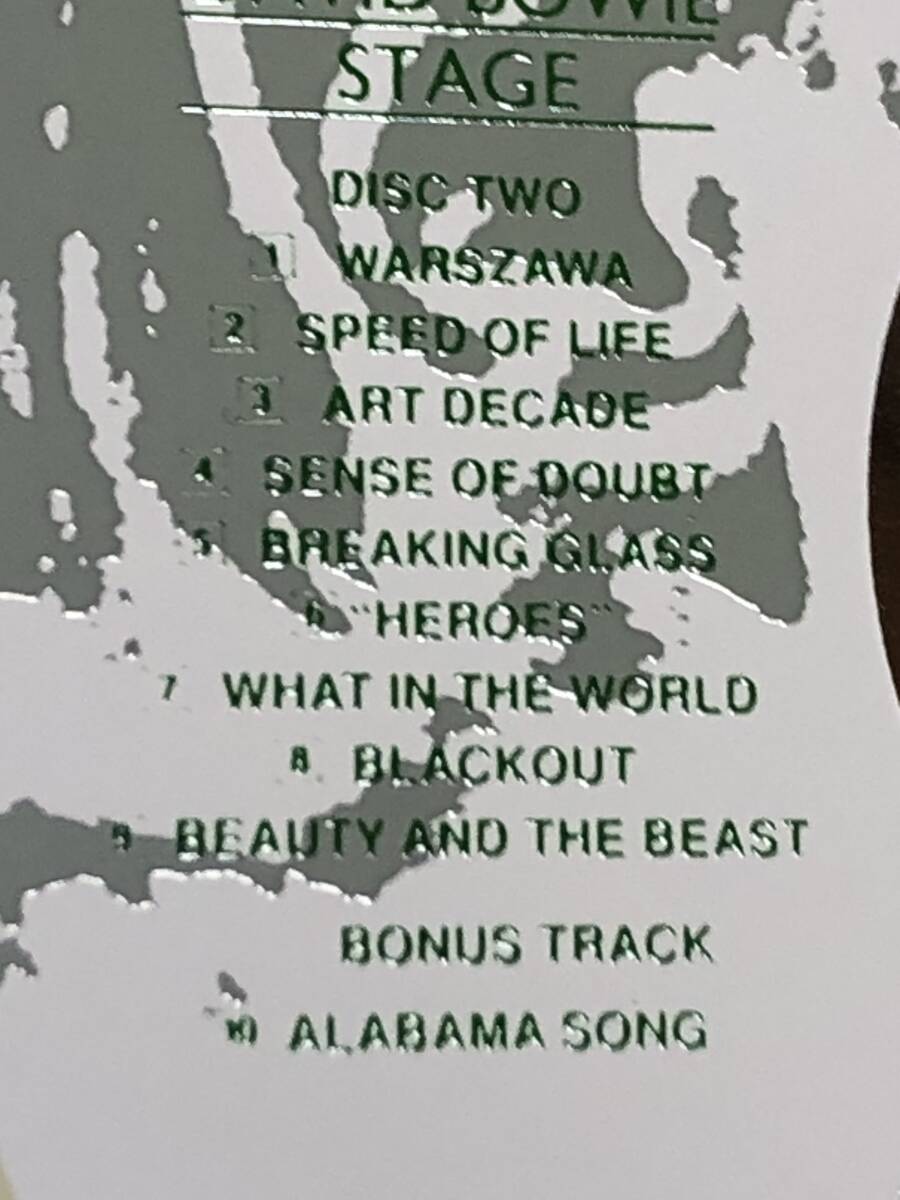 DAVID BOWIE
STAGE
DISC TWO
1 WARSZAWA
2 SPEED OF LIFE
3 ART DECADE
4 SENSE OF DOUBT
5 BREAKING GLASS
6 "HEROES"
7 WHAT IN THE WORLD
8 BLACKOUT
9 BEAUTY AND THE BEAST
BONUS TRACK
10 ALABAMA SONG